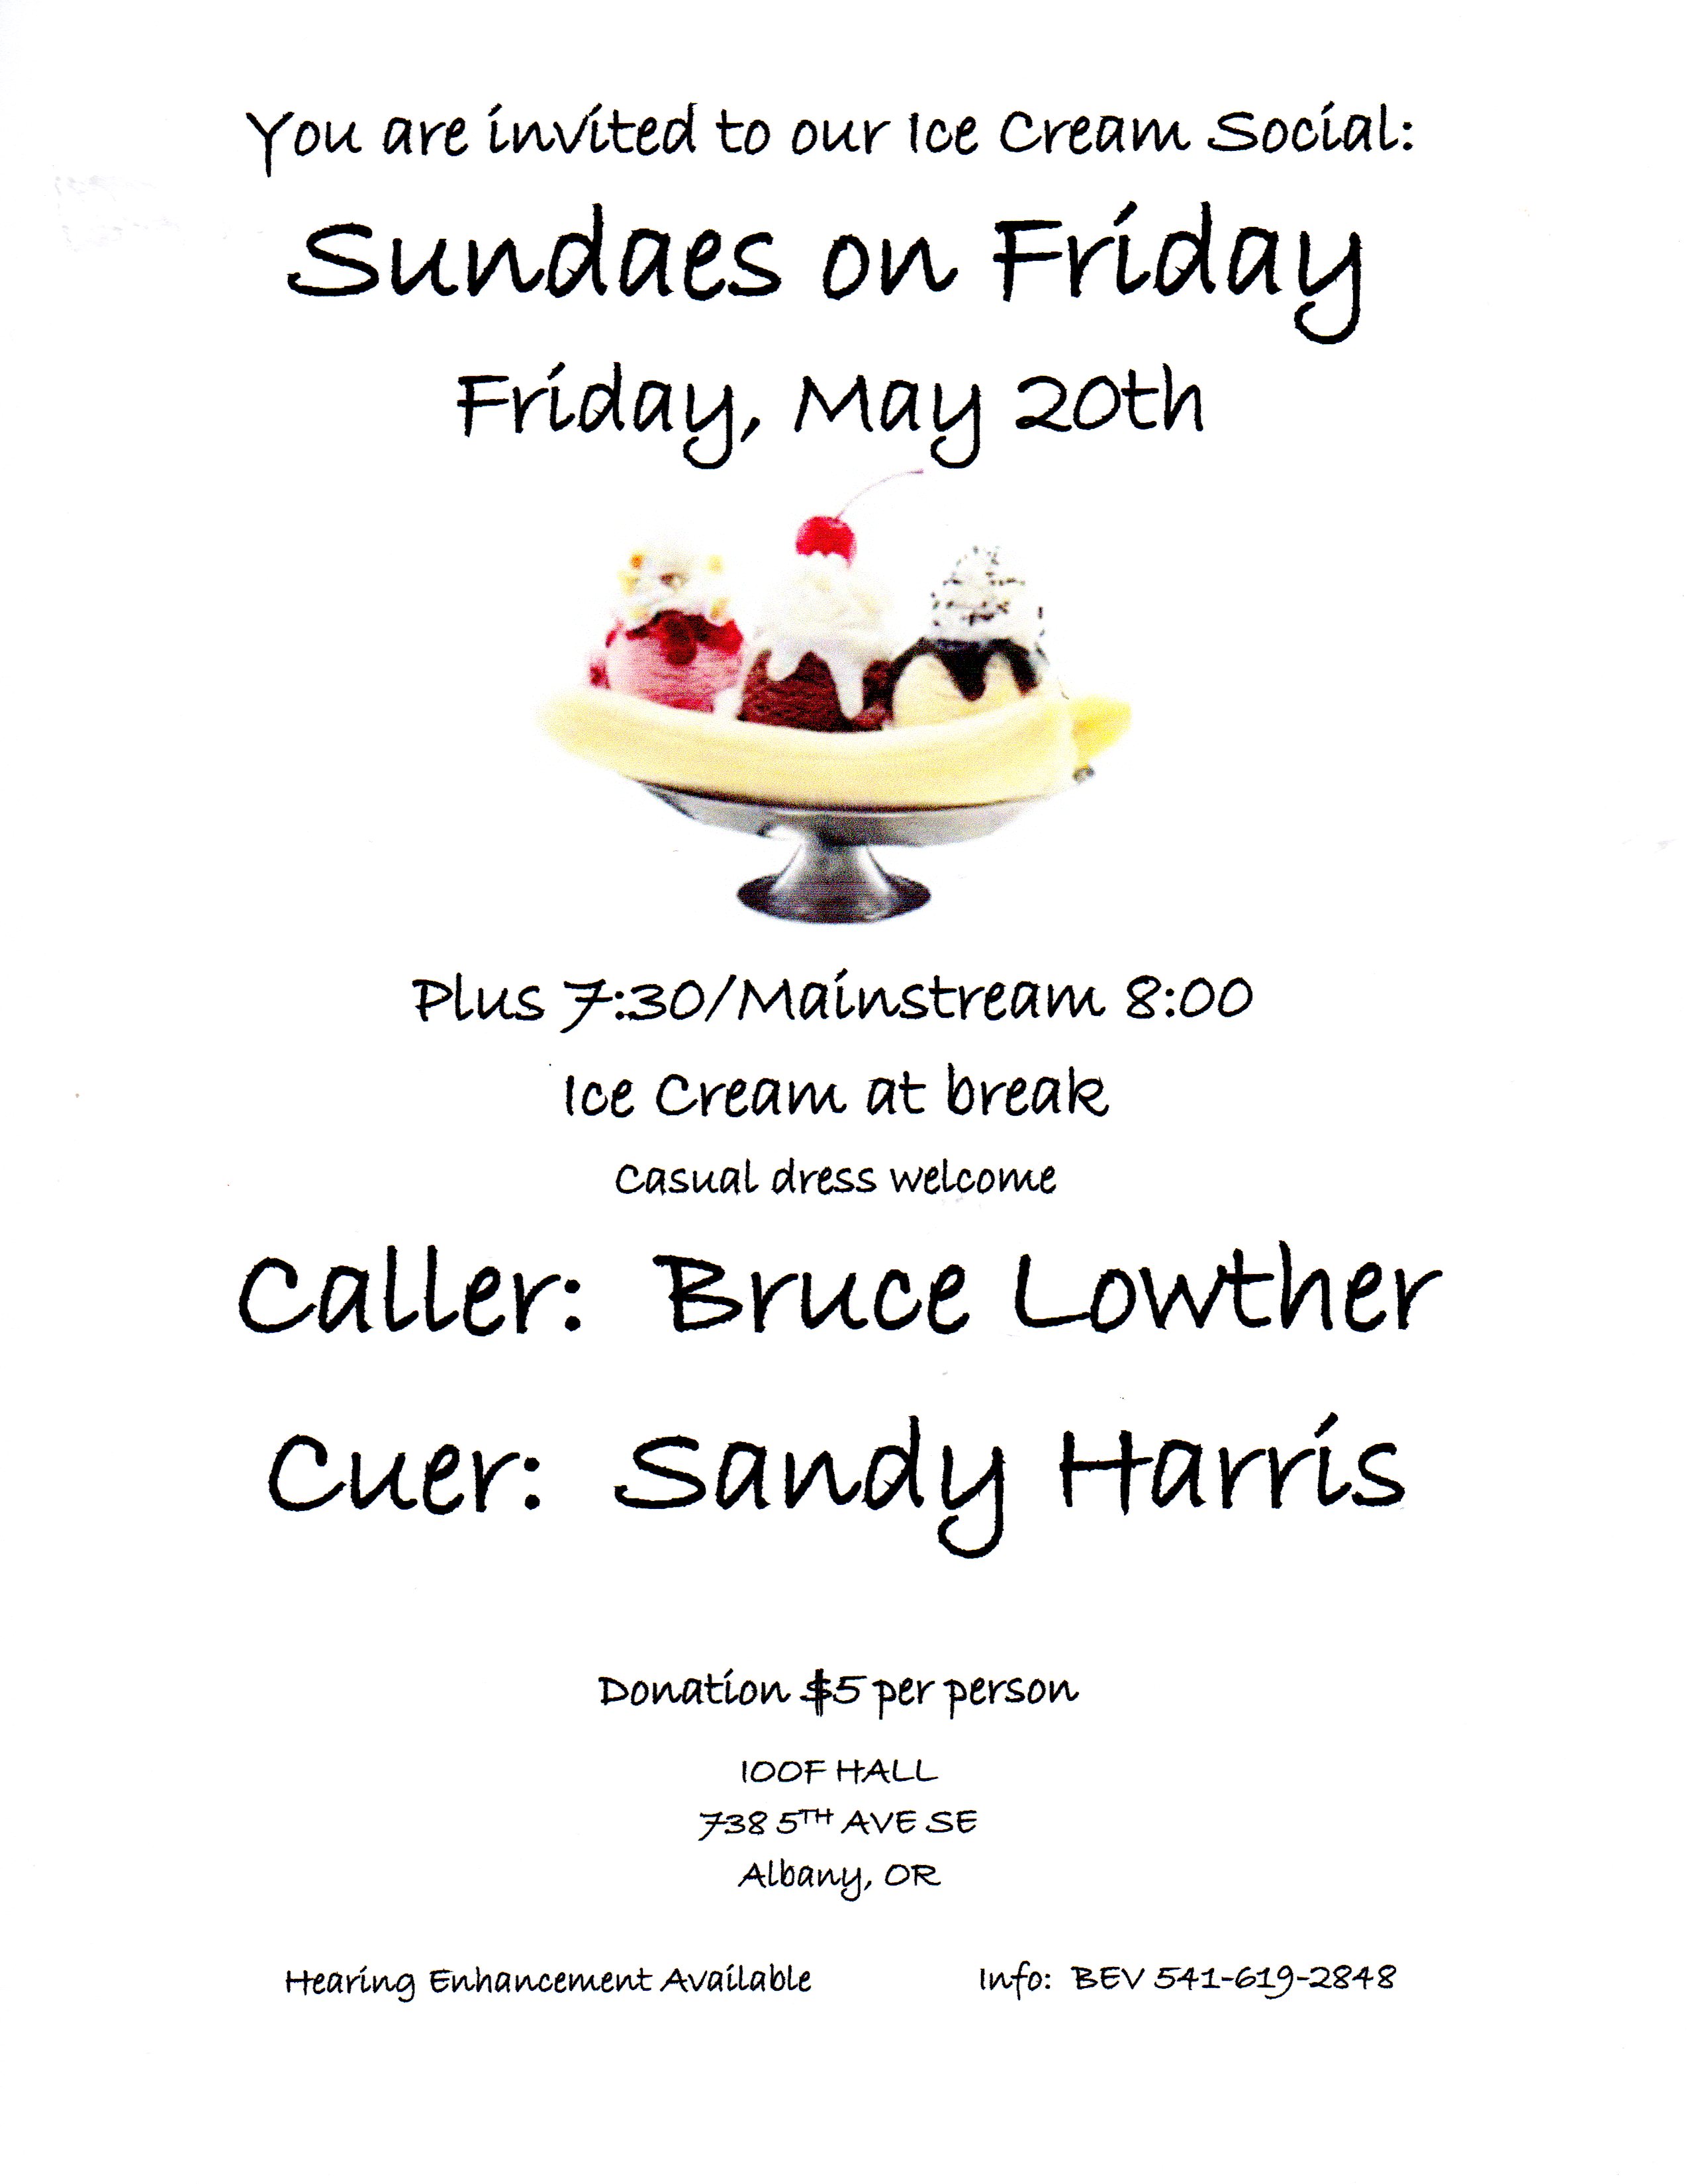 You are invited to our Ice Cream Social:
Sundaes on Friday
Friday, May 20th
Plus 7:30/Mainstream 8:00
Ice Cream at break
Casual dress welcome
Caller: Bruce Lowther
Cuer: Sandy Harris
Donation $5 per person
IOOF HALL
738 5TH AVE SE
Albany, OR
Hearing Enhancement Available Info: BEV 541-619-2848